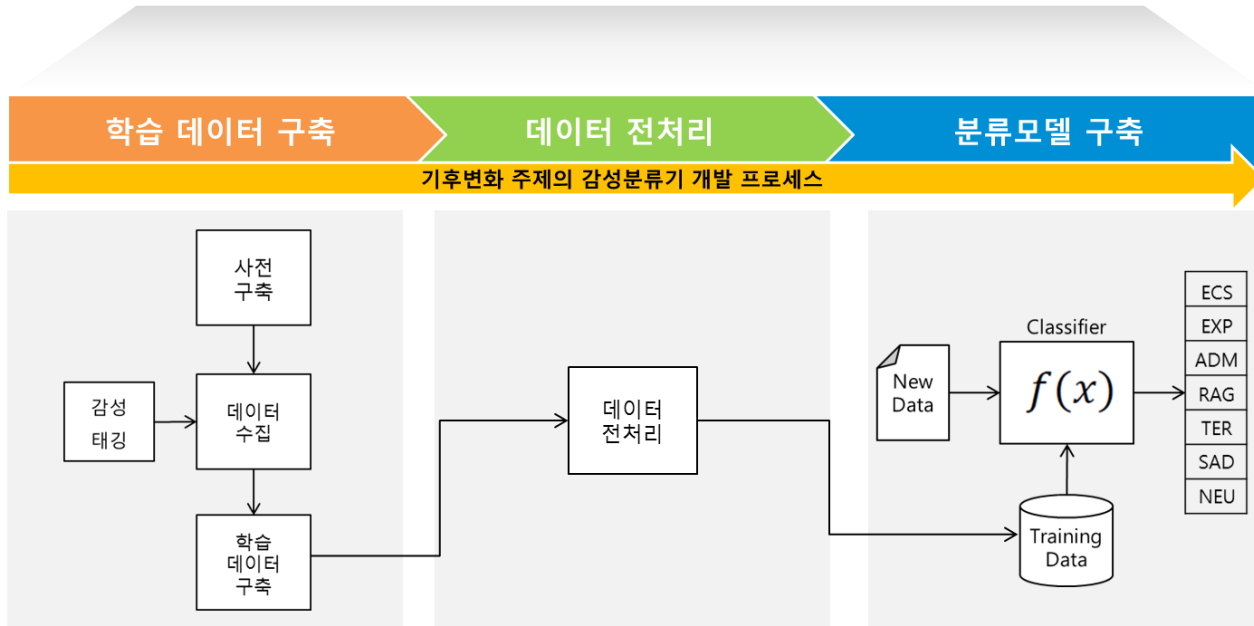 학습 데이터 구축
데이터 전처리
분류모델 구축
기후변화 주제의 감성분류기 개발 프로세스
사전
구축
감성
태깅
데이터
수집
학습
데이터
구축
데이터
전처리
New
Data
Classifier
f(x)
Training
Data
ECS
EXP
ADM
RAG
TER
SAD
NEU